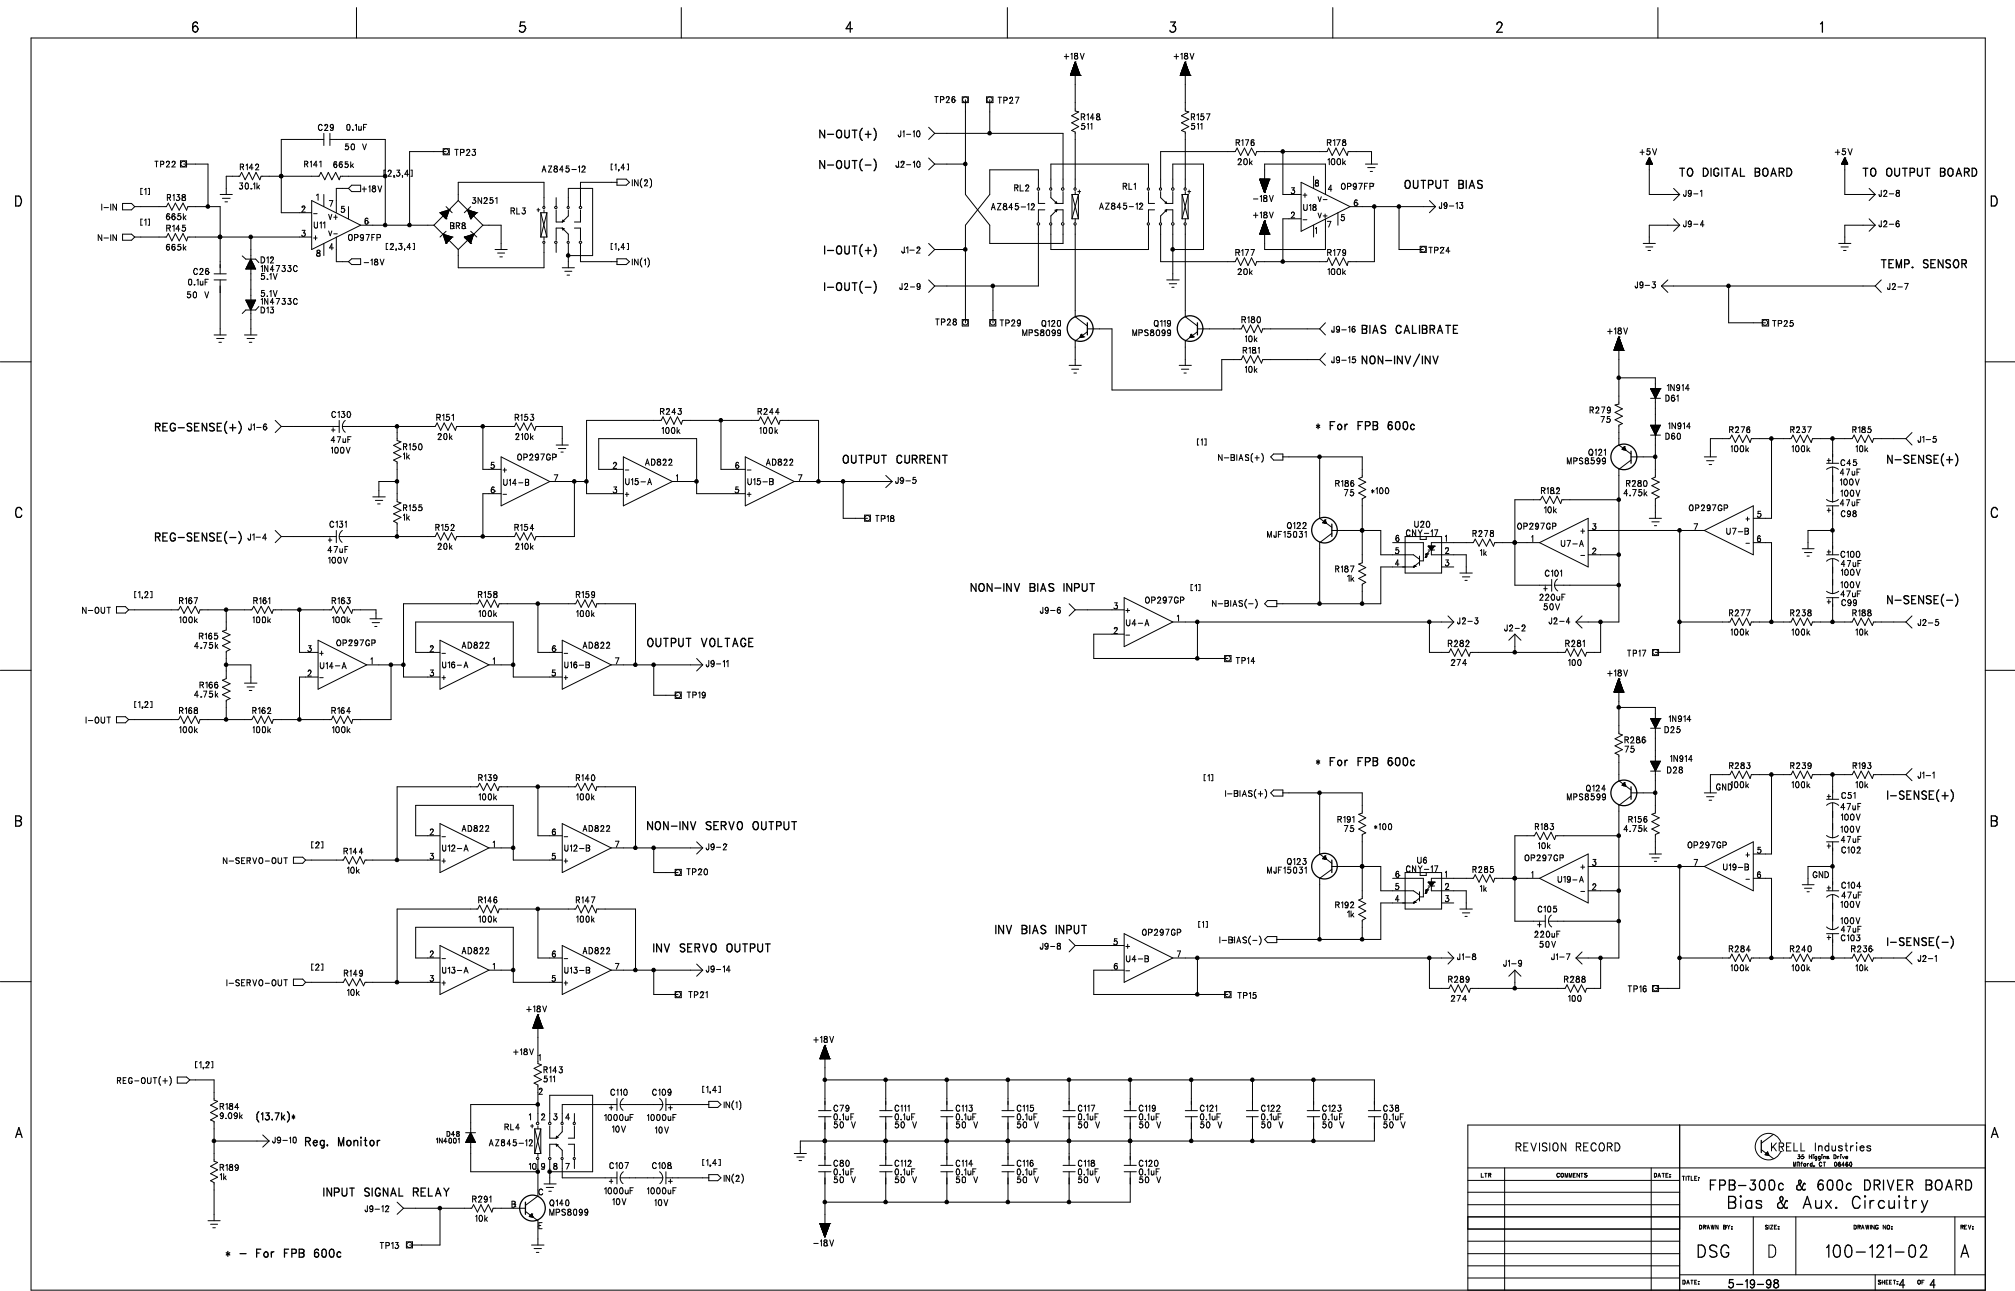 6 5 4 3 2 1
D
C
B
A
D
C
B
A
C29 0.1uF
50 V
TP22
R142
30.1k
R141 665k
[2,3,4]
TP23
[1]
I-IN
R138
665k
[1]
N-IN
R145
665k
+18V
-18V
U11
OP97FP
[2,3,4]
C26
0.1uF
50 V
D12
1N4733C
5.1V
5.1V
1N4733C
D13
3N251
BR8
AZ845-12
RL3
[1,4]
IN(2)
[1,4]
IN(1)
+18V
+18V
TP26
TP27
R148
511
R157
511
N-OUT(+) J1-10
N-OUT(-) J2-10
I-OUT(+) J1-2
I-OUT(-) J2-9
TP28
TP29
RL2
AZ845-12
RL1
AZ845-12
R176
20k
R178
100k
-18V
+18V
OP97FP
U18
OUTPUT BIAS
J9-13
R177
20k
R179
100k
TP24
Q120
MPS8099
Q119
MPS8099
R180
10k
J9-16 BIAS CALIBRATE
R181
10k
J9-15 NON-INV/INV
+5V
TO DIGITAL BOARD
J9-1
J9-4
+5V
TO OUTPUT BOARD
J2-8
J2-6
TEMP. SENSOR
J9-3
J2-7
TP25
REG-SENSE(+) J1-6
C130
47uF
100V
R150
1k
R151
20k
R153
210k
OP297GP
U14-B
R155
1k
REG-SENSE(-) J1-4
C131
47uF
100V
R152
20k
R154
210k
R243
100k
R244
100k
AD822
U15-A
AD822
U15-B
OUTPUT CURRENT
J9-5
TP18
N-OUT
[1,2]
R167
100k
R161
100k
R163
100k
R165
4.75k
R166
4.75k
OP297GP
U14-A
I-OUT
[1,2]
R168
100k
R162
100k
R164
100k
R158
100k
R159
100k
AD822
U16-A
AD822
U16-B
OUTPUT VOLTAGE
J9-11
TP19
R139
100k
R140
100k
AD822
U12-A
AD822
U12-B
NON-INV SERVO OUTPUT
J9-2
TP20
N-SERVO-OUT
[2]
R144
10k
R146
100k
R147
100k
AD822
U13-A
AD822
U13-B
INV SERVO OUTPUT
J9-14
TP21
I-SERVO-OUT
[2]
R149
10k
* For FPB 600c
[1]
N-BIAS(+)
R186
75
*100
Q122
MJF15031
R187
1k
N-BIAS(-)
U20
CNY-17
R278
1k
R182
10k
OP297GP
U7-A
C101
220uF
50V
+18V
R279
75
1N914
D61
1N914
D60
Q121
MPS8599
R280
4.75k
OP297GP
U7-B
R276
100k
R237
100k
R185
10k
J1-5
N-SENSE(+)
C45
47uF
100V
100V
47uF
C98
C100
47uF
100V
100V
47uF
C99
R277
100k
R238
100k
R188
10k
N-SENSE(-)
J2-5
NON-INV BIAS INPUT
J9-6
OP297GP
[1]
U4-A
TP14
J2-3
J2-2
J2-4
R282
274
R281
100
TP17
* For FPB 600c
[1]
I-BIAS(+)
R191
75
*100
Q123
MJF15031
R192
1k
I-BIAS(-)
U6
CNY-17
R285
1k
R183
10k
OP297GP
U19-A
C105
220uF
50V
+18V
R286
75
1N914
D25
1N914
D28
Q124
MPS8599
R156
4.75k
OP297GP
U19-B
R283
100k
GND
R239
100k
R193
10k
J1-1
I-SENSE(+)
C51
47uF
100V
100V
47uF
C102
GND
C104
47uF
100V
100V
47uF
C103
R284
100k
R240
100k
R236
10k
I-SENSE(-)
J2-1
INV BIAS INPUT
J9-8
OP297GP
[1]
U4-B
TP15
J1-8
J1-9
J1-7
R289
274
R288
100
TP16
REG-OUT(+)
[1,2]
R184
9.09k
(13.7k)*
J9-10 Reg. Monitor
R189
1k
* - For FPB 600c
+18V
+18V
R143
511
D48
1N4001
RL4
AZ845-12
C110
1000uF
10V
C109
1000uF
10V
[1,4]
IN(1)
C107
1000uF
10V
C108
1000uF
10V
[1,4]
IN(2)
INPUT SIGNAL RELAY
J9-12
R291
10k
Q140
MPS8099
B
C
E
TP13
+18V
C79
0.1uF
50 V
C111
0.1uF
50 V
C113
0.1uF
50 V
C115
0.1uF
50 V
C117
0.1uF
50 V
C119
0.1uF
50 V
C121
0.1uF
50 V
C122
0.1uF
50 V
C123
0.1uF
50 V
C38
0.1uF
50 V
C80
0.1uF
50 V
C112
0.1uF
50 V
C114
0.1uF
50 V
C116
0.1uF
50 V
C118
0.1uF
50 V
C120
0.1uF
50 V
-18V
REVISION RECORD
LTR COMMENTS DATE:
KRELL Industries
35 Higgins Drive
Milford, CT 06460
TITLE: FPB-300c & 600c DRIVER BOARD
Bias & Aux. Circuitry
DRAWN BY: SIZE: DRAWING NO: REV:
DSG D 100-121-02 A
DATE: 5-19-98 SHEET:4 OF 4